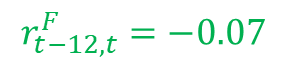 r^F_{t−12,t} = −0.07